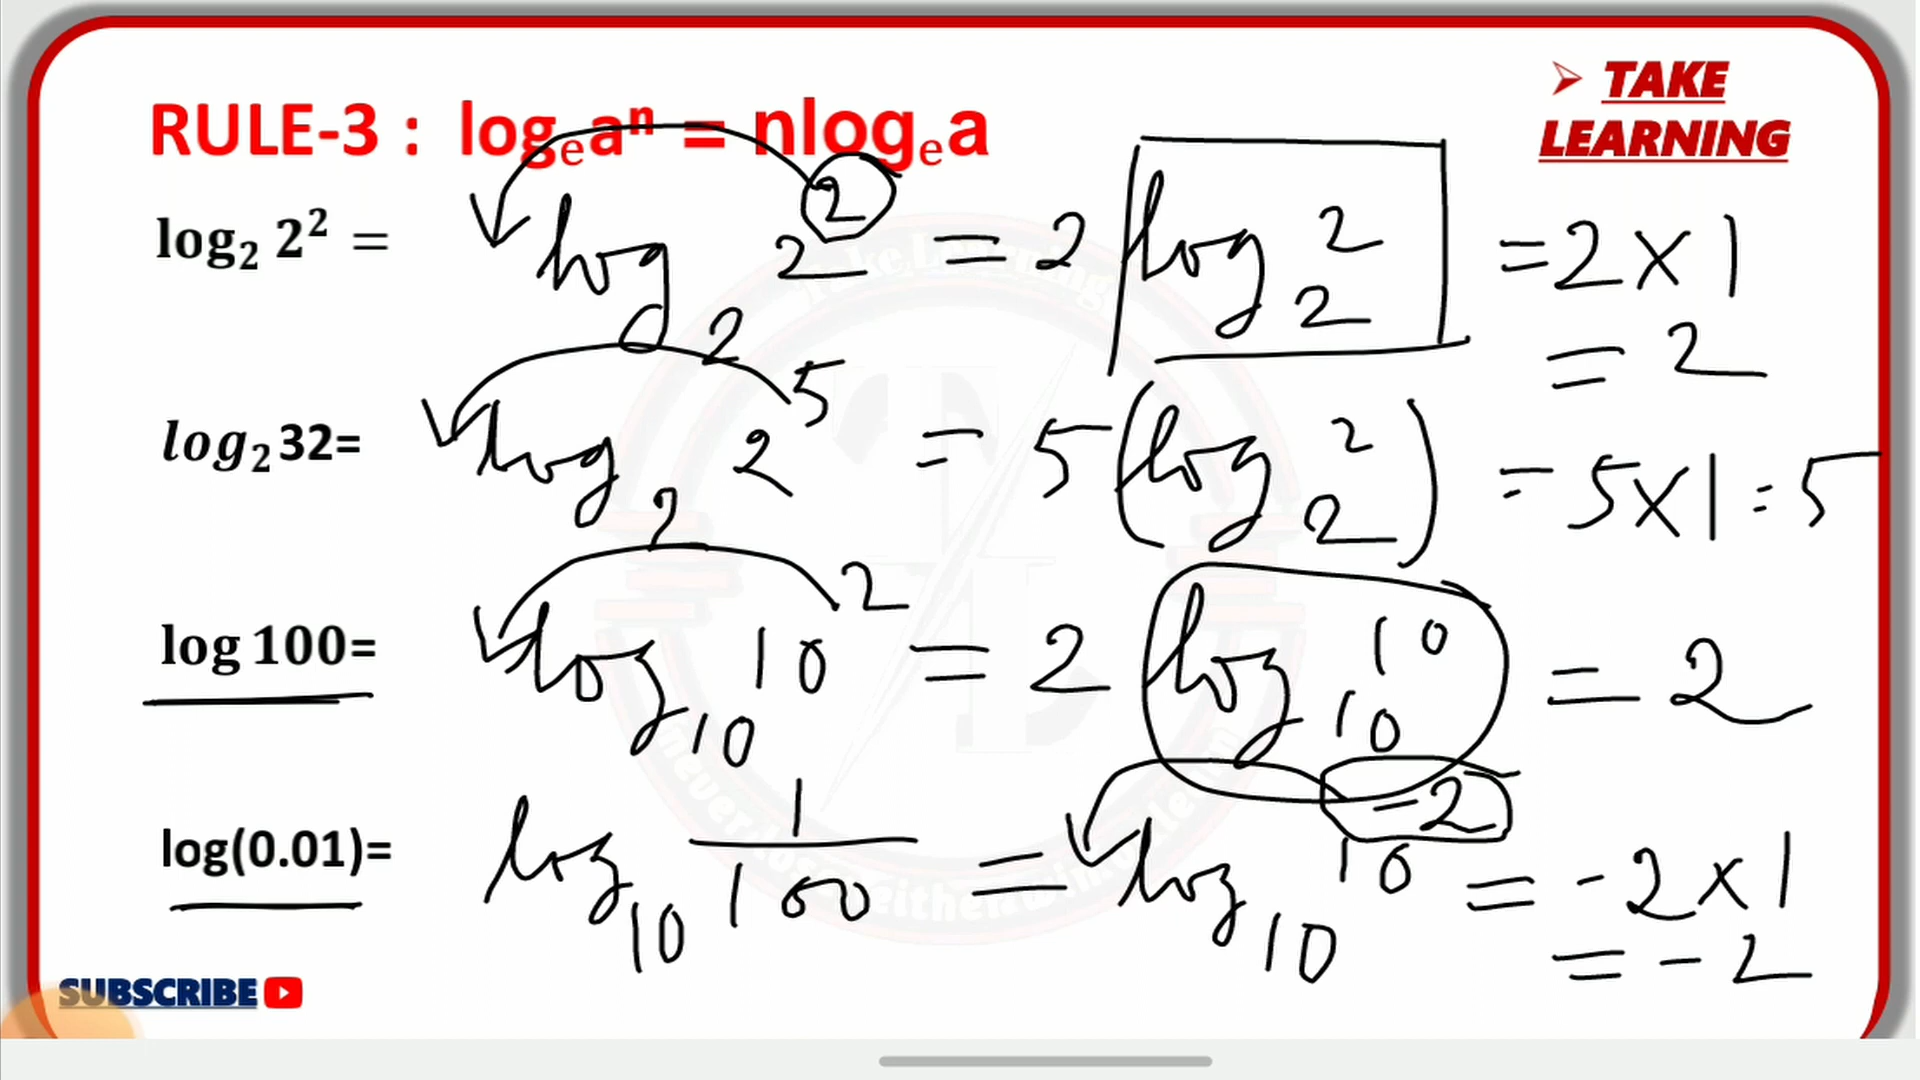 ➢ TAKE LEARNING
RULE-3 : logₑaⁿ = nlogₑa
log₂ 2² = log₂ 2² = 2 log₂ 2 = 2 × 1
= 2
log₂32= log₂ 2⁵ = 5 (log₂ 2) = 5×1 = 5
log 100= log₁₀ 10² = 2 log₁₀ 10 = 2
log(0.01)= log₁₀ 1/100 = log₁₀ 10⁻² = -2 × 1
= -2
SUBSCRIBE